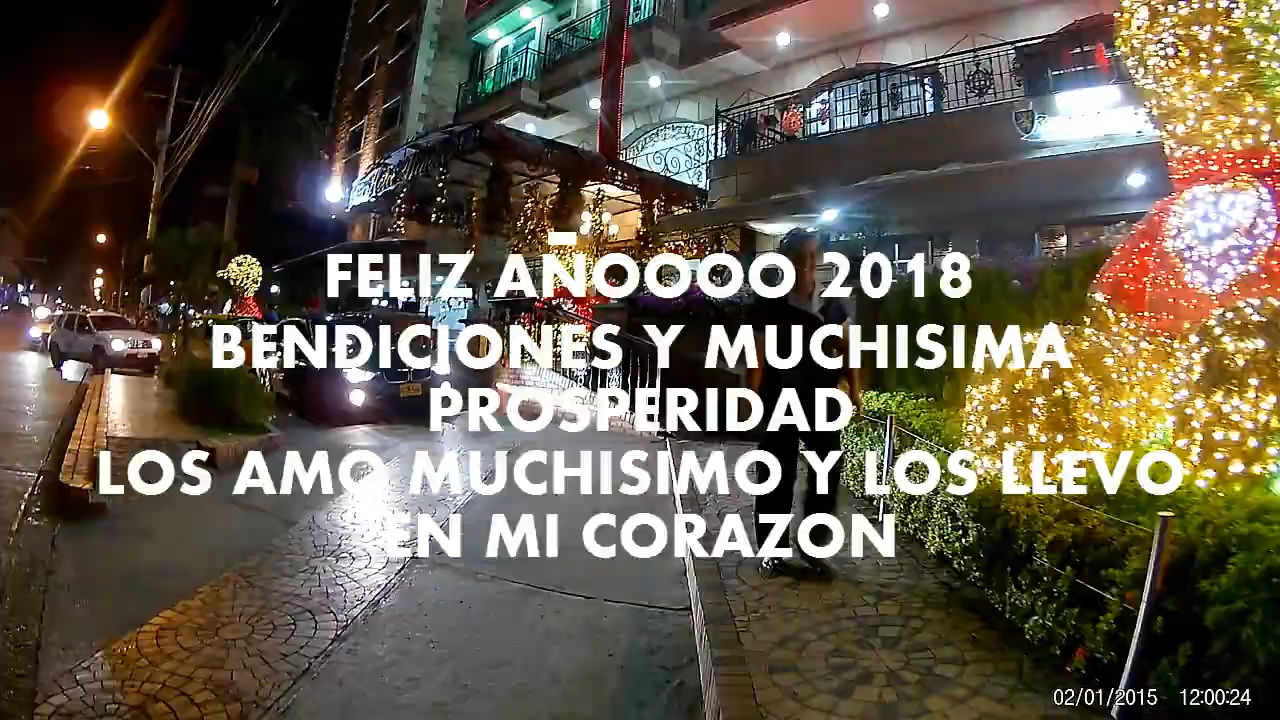 FELIZ AÑOOOO 2018
BENDICIONES Y MUCHISIMA
PROSPERIDAD
LOS AMO MUCHISIMO Y LOS LLEVO
EN MI CORAZON
02/01/2015 12:00:24